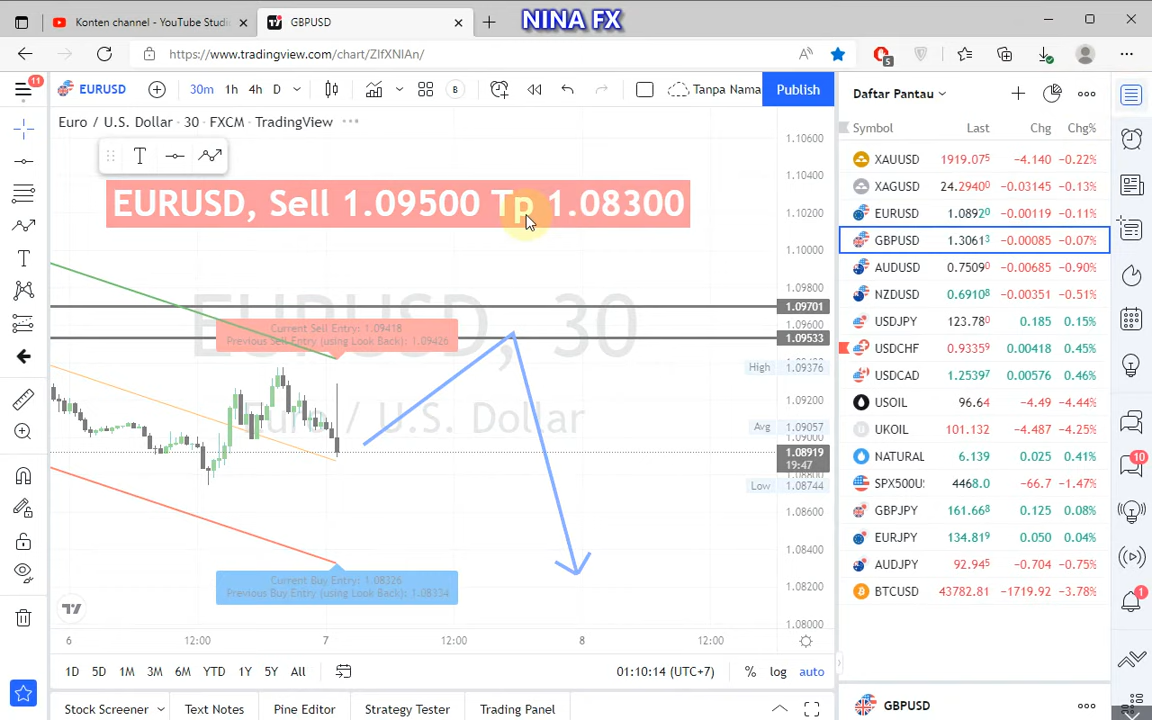 Konten channel - YouTube Studi
GBPUSD
NINA FX
https://www.tradingview.com/chart/ZIfXNIAn/
5
11
EURUSD
30m 1h 4h D
B
Tanpa Nama
Publish
Euro / U.S. Dollar · 30 · FXCM · TradingView
T
EURUSD, Sell 1.09500 Tp 1.08300
EURUSD, 30
Euro / U.S. Dollar
Current Sell Entry: 1.09418
Previous Sell Entry (using Look Back): 1.09426
Current Buy Entry: 1.08326
Previous Buy Entry (using Look Back): 1.08334
1.10600
1.10400
1.10200
1.10000
1.09800
1.09701
1.09600
1.09533
High 1.09376
1.09200
Avg 1.09057
1.09000
1.08919
19:47
Low 1.08744
1.08600
1.08400
1.08200
1.08000
6 12:00 7 12:00 8 12:00
1D 5D 1M 3M 6M YTD 1Y 5Y All
01:10:14 (UTC+7)
% log auto
Stock Screener Text Notes Pine Editor Strategy Tester Trading Panel
Daftar Pantau
Symbol Last Chg Chg%
XAUUSD 1919.075 −4.140 −0.22%
XAGUSD 24.2940 −0.03145 −0.13%
EURUSD 1.08920 −0.00119 −0.11%
GBPUSD 1.30613 −0.00085 −0.07%
AUDUSD 0.75090 −0.00685 −0.90%
NZDUSD 0.69108 −0.00351 −0.51%
USDJPY 123.780 0.185 0.15%
USDCHF 0.93359 0.00418 0.45%
USDCAD 1.25397 0.00576 0.46%
USOIL 96.64 −4.49 −4.44%
UKOIL 101.132 −4.487 −4.25%
NATURAL 6.139 0.025 0.41%
SPX500U 4468.0 −66.7 −1.47%
GBPJPY 161.668 0.125 0.08%
EURJPY 134.819 0.050 0.04%
AUDJPY 92.945 −0.704 −0.75%
BTCUSD 43782.81 −1719.92 −3.78%
GBPUSD
10
1